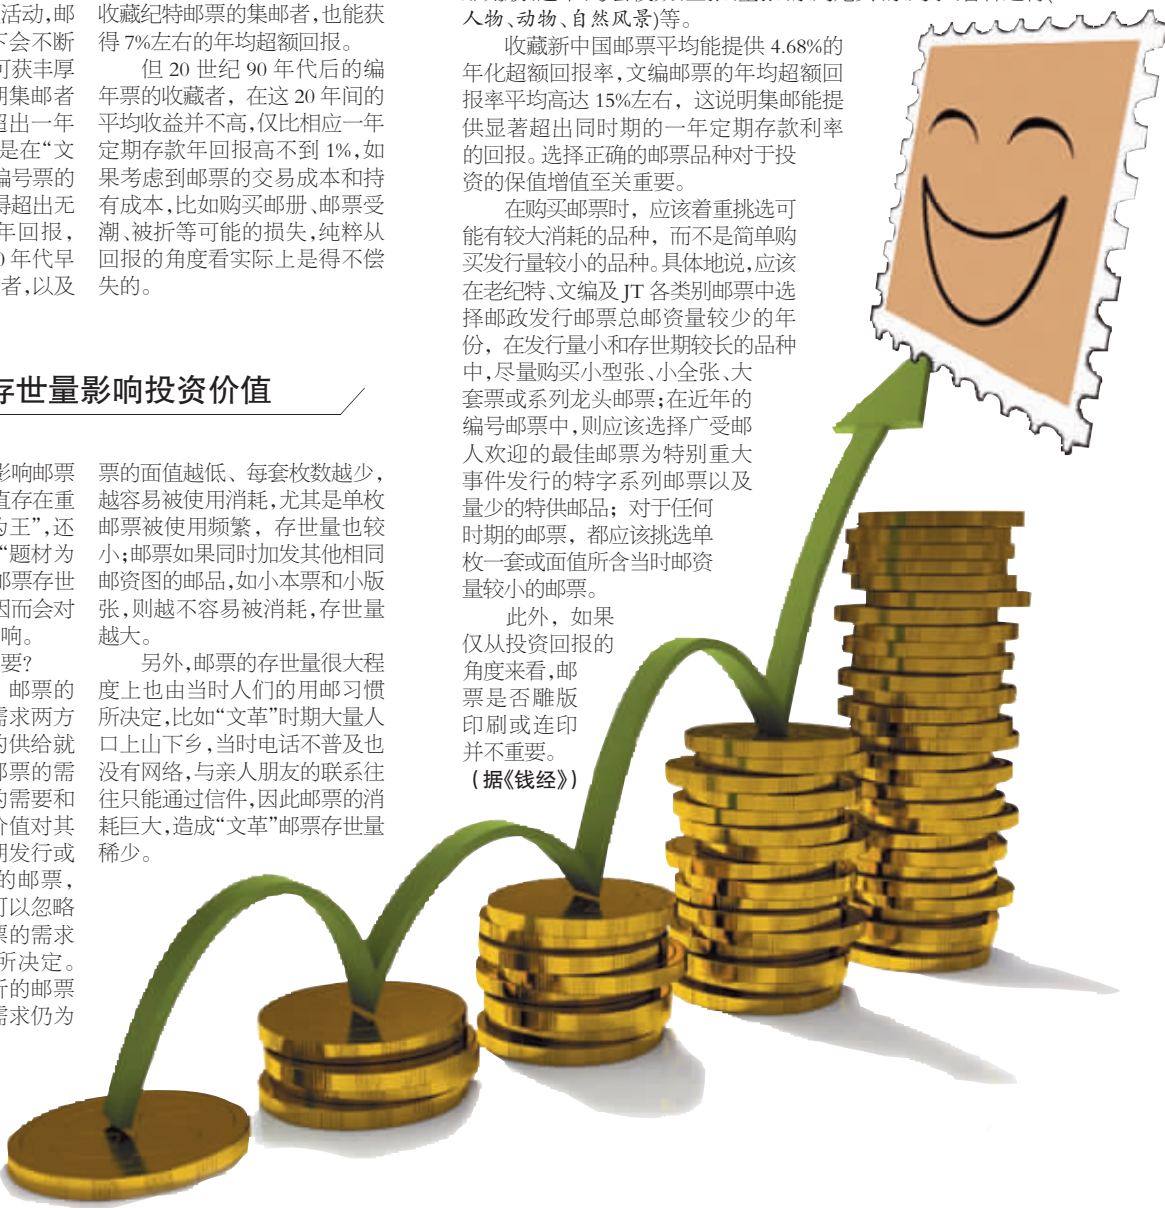 活动,邮
下会不断
可获丰厚
期集邮者
超出一年
是在“文
编号票的
得超出无
年回报,
0 年代早
者,以及
收藏纪特邮票的集邮者,也能获
得 7%左右的年均超额回报。
但 20 世纪 90 年代后的编
年票的收藏者, 在这 20 年间的
平均收益并不高,仅比相应一年
定期存款年回报高不到 1%,如
果考虑到邮票的交易成本和持
有成本,比如购买邮册、邮票受
潮、被折等可能的损失,纯粹从
回报的角度看实际上是得不偿
失的。
存世量影响投资价值
影响邮票
值存在重
为王”,还
“题材为
邮票存世
因而会对
响。
要?
邮票的
需求两方
的供给就
邮票的需
的需要和
价值对其
期发行或
的邮票,
可以忽略
票的需求
所决定。
新的邮票
需求仍为
票的面值越低、每套枚数越少,
越容易被使用消耗,尤其是单枚
邮票被使用频繁, 存世量也较
小;邮票如果同时加发其他相同
邮资图的邮品,如小本票和小版
张,则越不容易被消耗,存世量
越大。
另外,邮票的存世量很大程
度上也由当时人们的用邮习惯
所决定,比如“文革”时期大量人
口上山下乡,当时电话不普及也
没有网络,与亲人朋友的联系往
往只能通过信件,因此邮票的消
耗巨大,造成“文革”邮票存世量
稀少。
人物、动物、自然风景)等。
收藏新中国邮票平均能提供 4.68%的
年化超额回报率,文编邮票的年均超额回
报率平均高达 15%左右, 这说明集邮能提
供显著超出同时期的一年定期存款利率
的回报。选择正确的邮票品种对于投
资的保值增值至关重要。
在购买邮票时, 应该着重挑选可
能有较大消耗的品种, 而不是简单购
买发行量较小的品种。具体地说,应该
在老纪特、文编及 JT 各类别邮票中选
择邮政发行邮票总邮资量较少的年
份, 在发行量小和存世期较长的品种
中,尽量购买小型张、小全张、大
套票或系列龙头邮票;在近年的
编号邮票中,则应该选择广受邮
人欢迎的最佳邮票为特别重大
事件发行的特字系列邮票以及
量少的特供邮品; 对于任何
时期的邮票, 都应该挑选单
枚一套或面值所含当时邮资
量较小的邮票。
此外, 如果
仅从投资回报的
角度来看,邮
票是否雕版
印刷或连印
并不重要。
(据《钱经》)